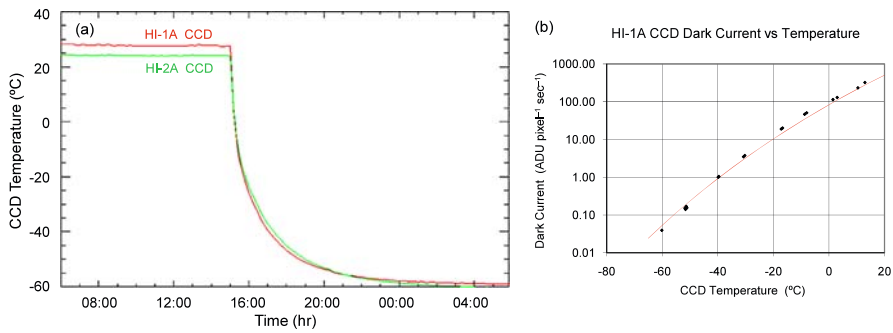 (a)
HI-1A CCD
HI-2A CCD
CCD Temperature (ºC)
40
20
0
-20
-40
-60
08:00
12:00
16:00
20:00
00:00
04:00
Time (hr)
(b)
HI-1A CCD Dark Current vs Temperature
Dark Current (ADU pixel⁻¹ sec⁻¹)
1000.00
100.00
10.00
1.00
0.10
0.01
-80
-60
-40
-20
0
20
CCD Temperature (ºC)